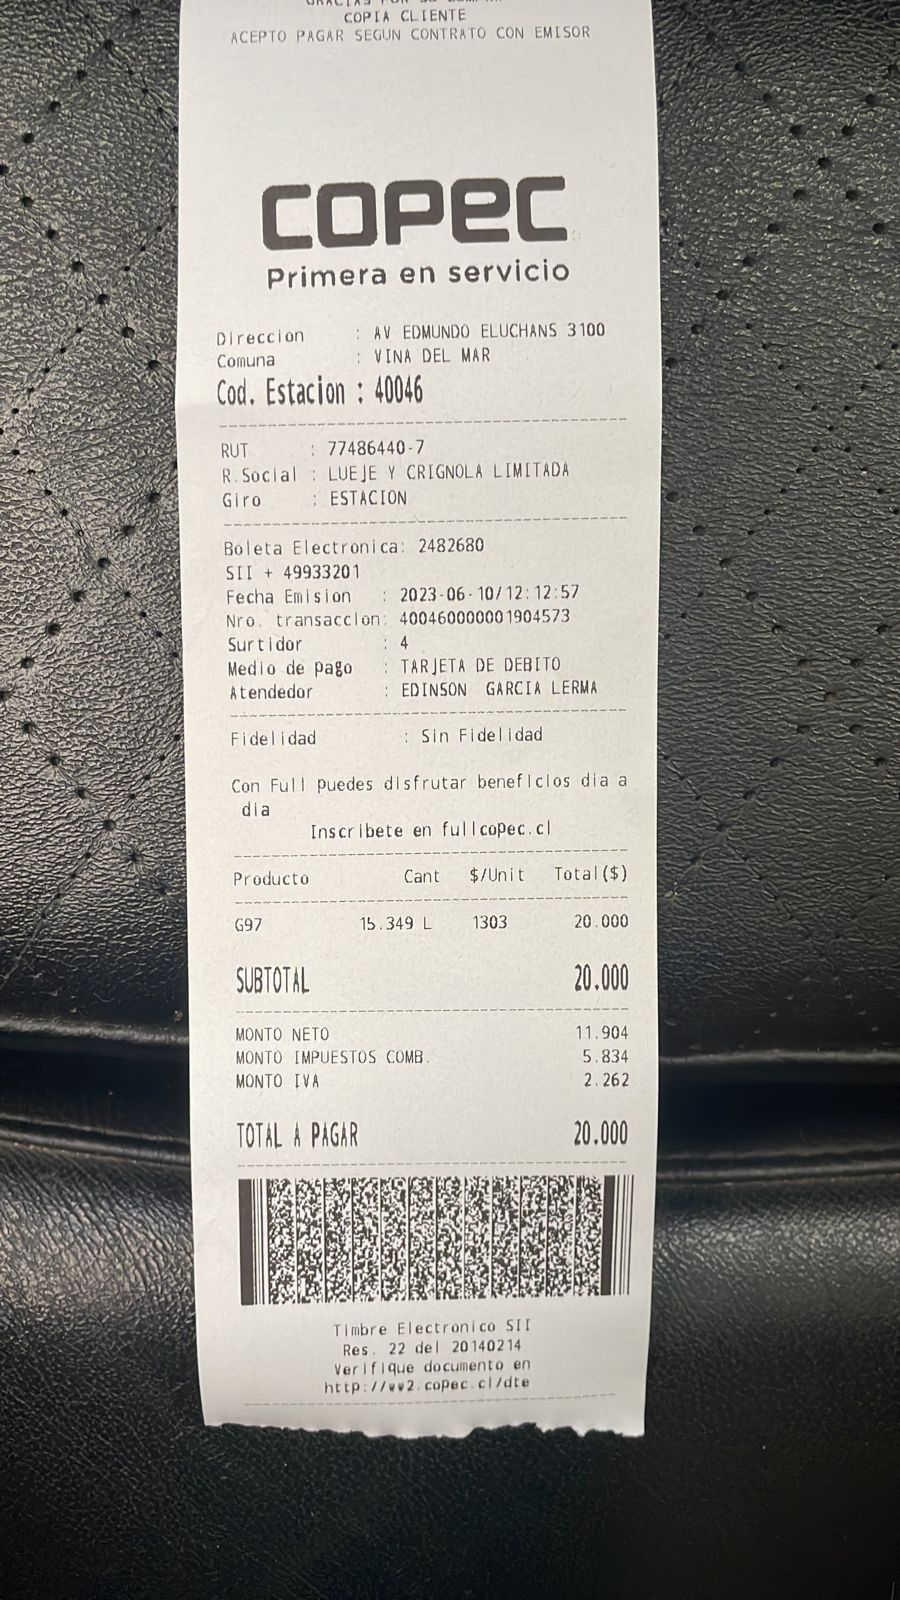 GRACIAS POR SU
COPIA CLIENTE
ACEPTO PAGAR SEGUN CONTRATO CON EMISOR
COPEC
Primera en servicio
Direccion : AV EDMUNDO ELUCHANS 3100
Comuna : VINA DEL MAR
Cod. Estacion : 40046
RUT : 77486440-7
R.Social : LUEJE Y CRIGNOLA LIMITADA
Giro : ESTACION
Boleta Electronica: 2482680
SII + 49933201
Fecha Emision : 2023-06-10/12:12:57
Nro. transaccion: 400460000001904573
Surtidor : 4
Medio de pago : TARJETA DE DEBITO
Atendedor : EDINSON GARCIA LERMA
Fidelidad : Sin Fidelidad
Con Full puedes disfrutar beneficios dia a
dia
Inscribete en fullcopec.cl
Producto Cant $/Unit Total($)
G97 15.349 L 1303 20.000
SUBTOTAL 20.000
MONTO NETO 11.904
MONTO IMPUESTOS COMB. 5.834
MONTO IVA 2.262
TOTAL A PAGAR 20.000
Timbre Electronico SII
Res. 22 del 20140214
Verifique documento en
http://ww2.copec.cl/dte